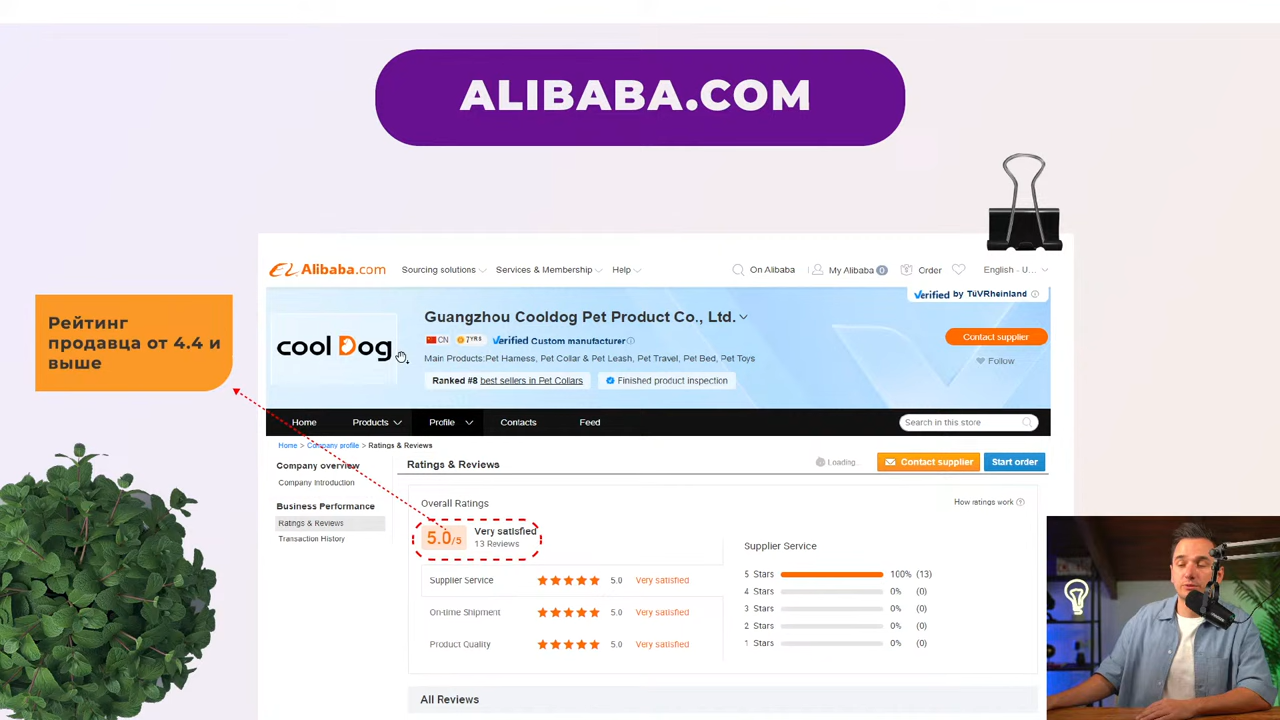 ALIBABA.COM
Alibaba.com
Sourcing solutions
Services & Membership
Help
On Alibaba
My Alibaba 0
Order
English - U...
Verified by TüVRheinland
Guangzhou Cooldog Pet Product Co., Ltd.
cool Dog
CN
7YRS
Verified Custom manufacturer
Contact supplier
Main Products:Pet Harness, Pet Collar & Pet Leash, Pet Travel, Pet Bed, Pet Toys
Follow
Ranked #8 best sellers in Pet Collars
Finished product inspection
Рейтинг
продавца от 4.4 и
выше
Home
Products
Profile
Contacts
Feed
Search in this store
Home > Company profile > Ratings & Reviews
Company overview
Company Introduction
Business Performance
Ratings & Reviews
Transaction History
Ratings & Reviews
Loading..
Contact supplier
Start order
Overall Ratings
How ratings work
5.0/5
Very satisfied
13 Reviews
Supplier Service 5.0 Very satisfied
On-time Shipment 5.0 Very satisfied
Product Quality 5.0 Very satisfied
Supplier Service
5 Stars 100% (13)
4 Stars 0% (0)
3 Stars 0% (0)
2 Stars 0% (0)
1 Stars 0% (0)
All Reviews